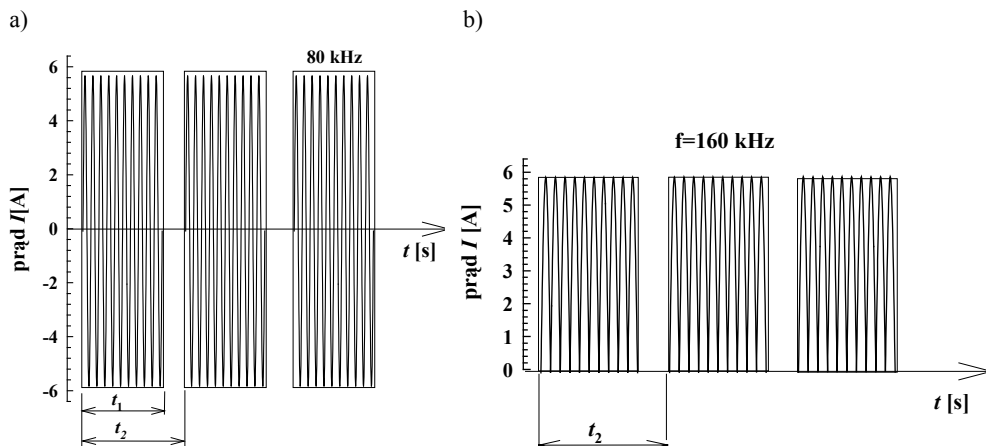 a)
80 kHz
6
4
2
0
-2
-4
-6
prąd I[A]
t [s]
t1
t2
b)
f=160 kHz
6
5
4
3
2
1
0
prąd I [A]
t [s]
t2